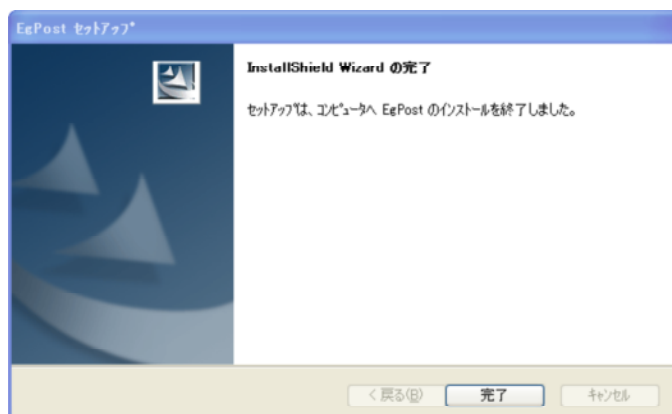 EgPost ｾｯﾄｱｯﾌﾟ
InstallShield Wizard の完了
ｾｯﾄｱｯﾌﾟは、ｺﾝﾋﾟｭｰﾀへ EgPost のｲﾝｽﾄｰﾙを終了しました。
< 戻る(B)
完了
ｷｬﾝｾﾙ